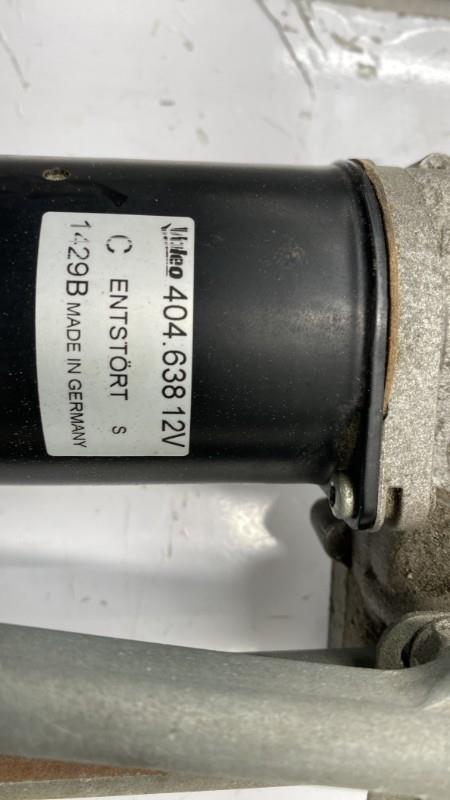 Valeo 404.638 12V
C ENTSTÖRT S
1429B MADE IN GERMANY